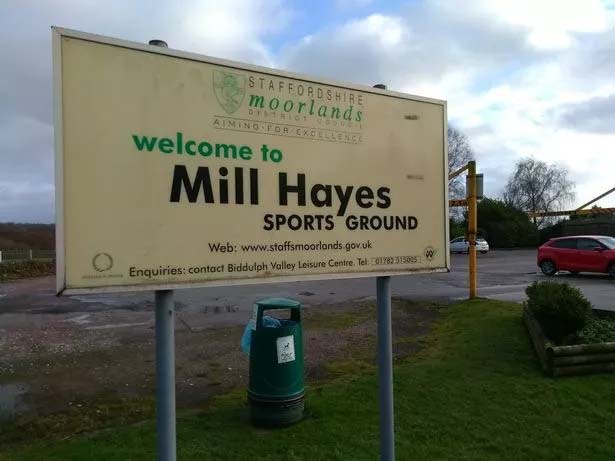 STAFFORDSHIRE
moorlands
DISTRICT COUNCIL
AIMING·FOR EXCELLENCE
welcome to
Mill Hayes
SPORTS GROUND
Web: www.staffsmoorlands.gov.uk
Enquiries: contact Biddulph Valley Leisure Centre. Tel: 01782 513005